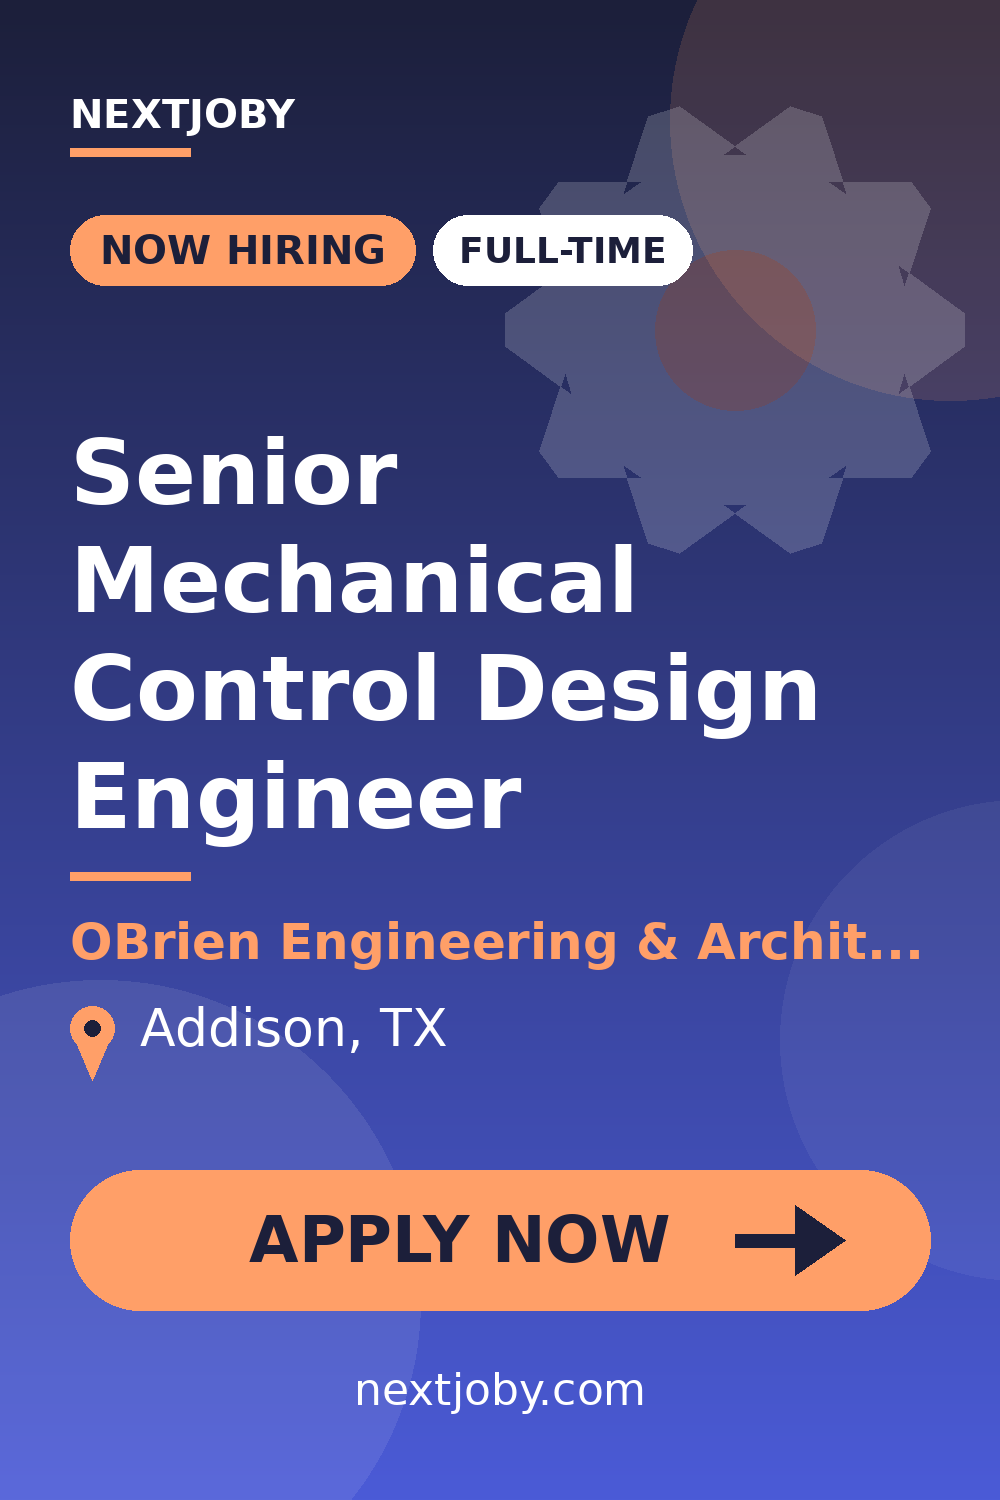 NEXTJOBY
NOW HIRING
FULL-TIME
Senior
Mechanical
Control Design
Engineer
OBrien Engineering & Archit...
Addison, TX
APPLY NOW
nextjoby.com